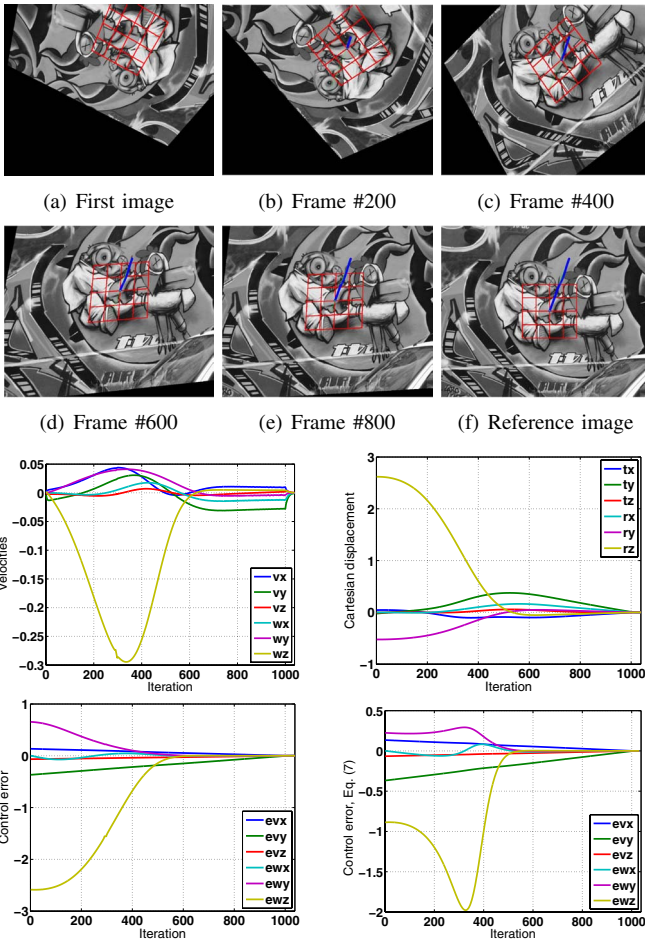 (a) First image
(b) Frame #200
(c) Frame #400
(d) Frame #600
(e) Frame #800
(f) Reference image
0.05
0
−0.05
−0.1
−0.15
−0.2
−0.25
−0.3
Velocities
vx
vy
vz
wx
wy
wz
0 200 400 600 800 1000
Iteration
3
2
1
0
−1
Cartesian displacement
tx
ty
tz
rx
ry
rz
0 200 400 600 800 1000
Iteration
1
0
−1
−2
−3
Control error
evx
evy
evz
ewx
ewy
ewz
0 200 400 600 800 1000
Iteration
0.5
0
−0.5
−1
−1.5
−2
Control error, Eq. (7)
evx
evy
evz
ewx
ewy
ewz
0 200 400 600 800 1000
Iteration